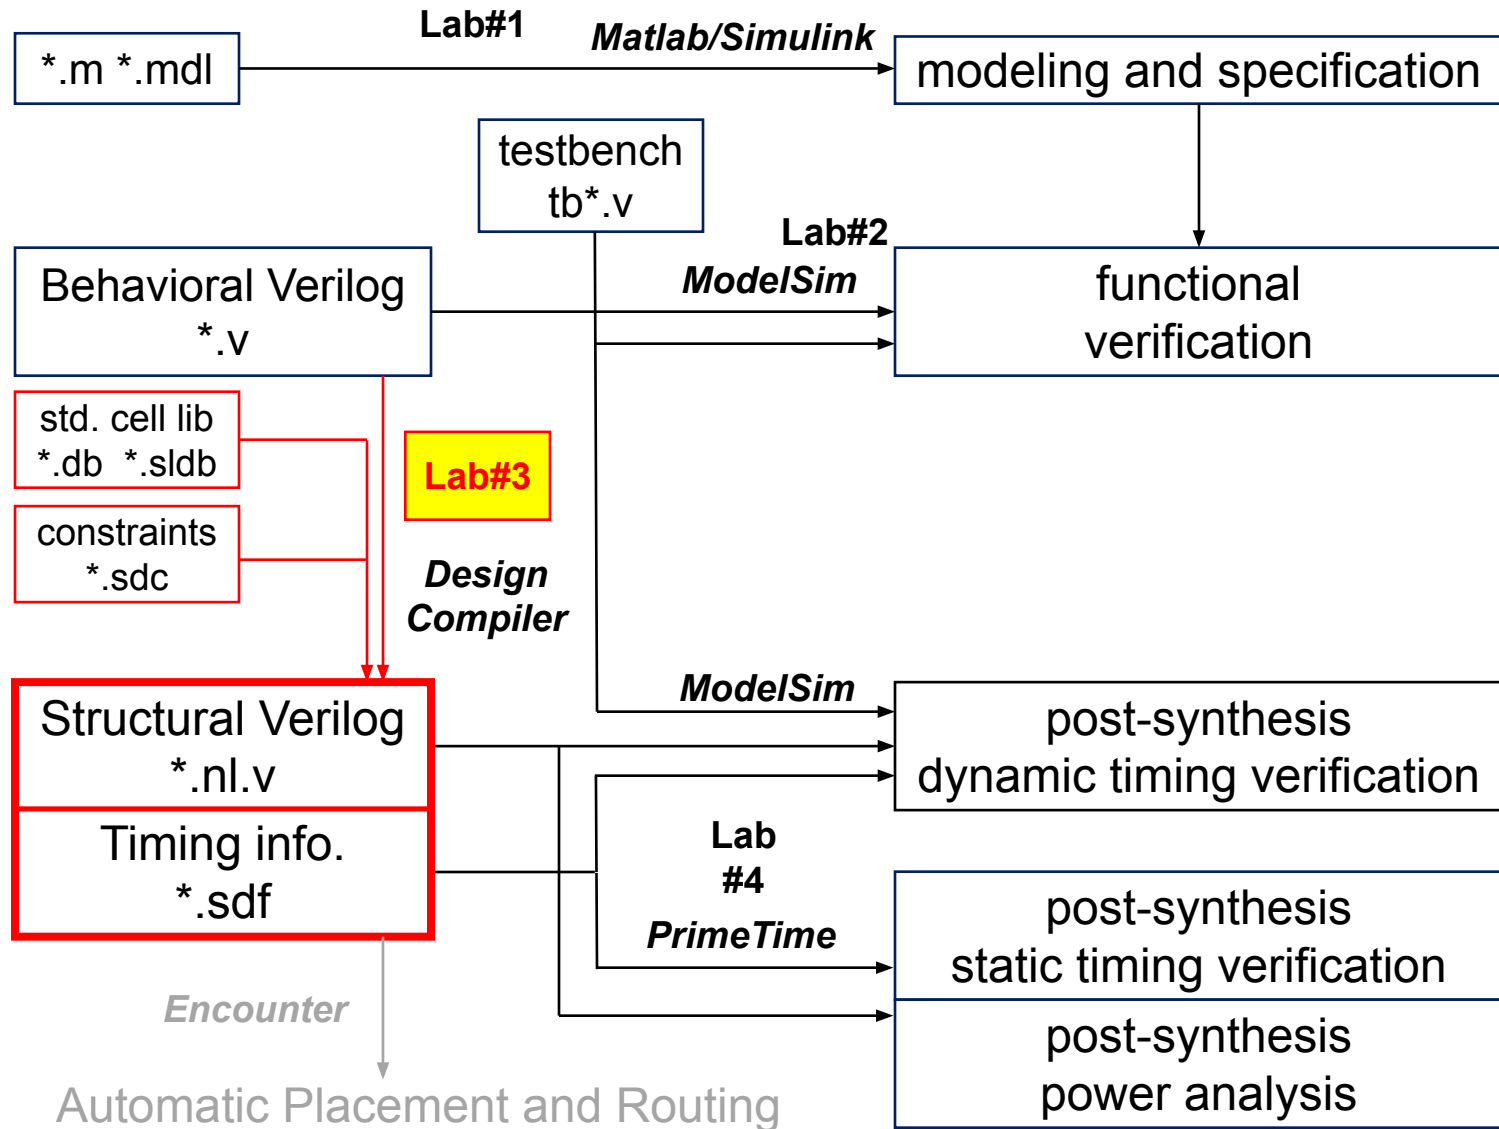 Lab#1
Matlab/Simulink
*.m *.mdl
modeling and specification
testbench
tb*.v
Lab#2
ModelSim
Behavioral Verilog
*.v
functional
verification
std. cell lib
*.db *.sldb
Lab#3
constraints
*.sdc
Design
Compiler
ModelSim
Structural Verilog
*.nl.v
post-synthesis
dynamic timing verification
Timing info.
*.sdf
Lab
#4
PrimeTime
post-synthesis
static timing verification
Encounter
post-synthesis
power analysis
Automatic Placement and Routing